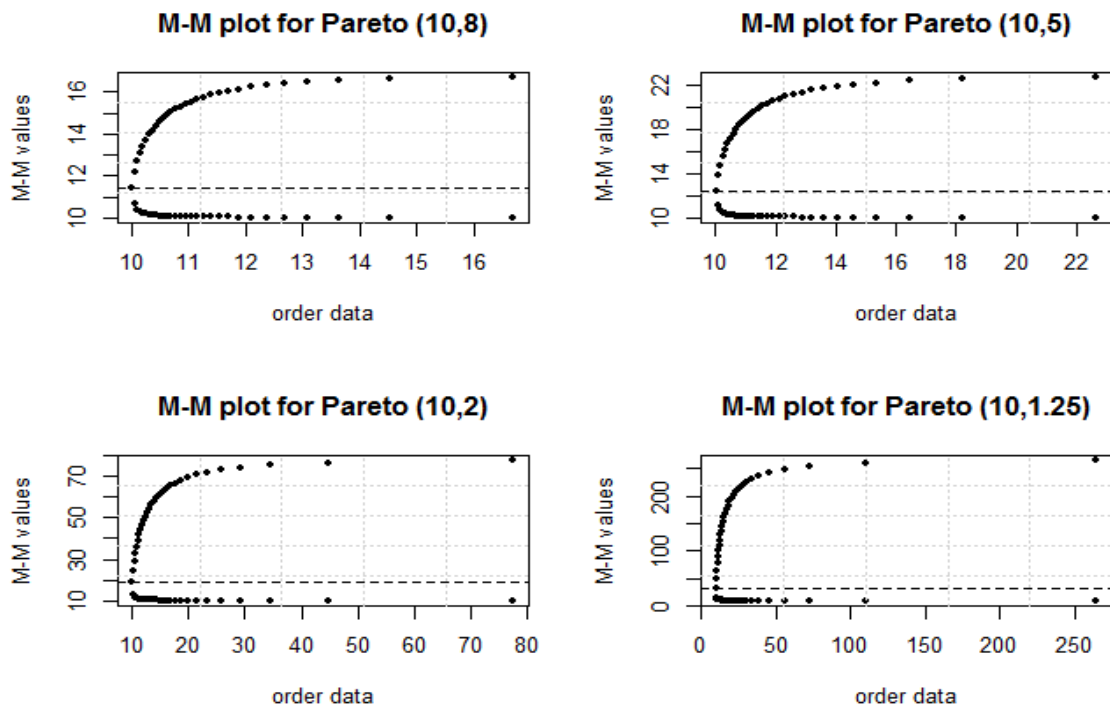 M-M plot for Pareto (10,8)
M-M values
10 12 14 16
10 11 12 13 14 15 16
order data
M-M plot for Pareto (10,5)
M-M values
10 14 18 22
10 12 14 16 18 20 22
order data
M-M plot for Pareto (10,2)
M-M values
10 30 50 70
10 20 30 40 50 60 70 80
order data
M-M plot for Pareto (10,1.25)
M-M values
0 100 200
0 50 100 150 200 250
order data